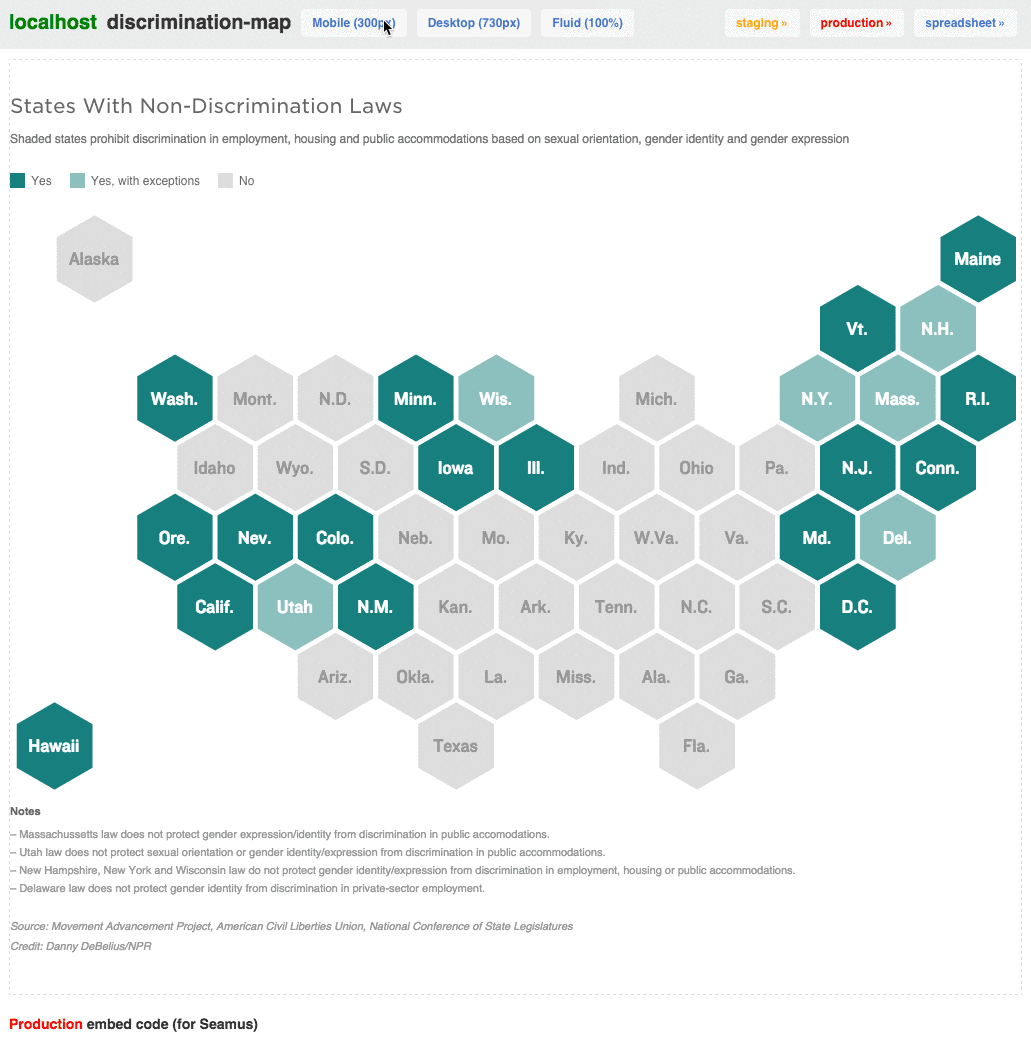 localhost discrimination-map Mobile (300px) Desktop (730px) Fluid (100%) staging » production » spreadsheet »
States With Non-Discrimination Laws
Shaded states prohibit discrimination in employment, housing and public accommodations based on sexual orientation, gender identity and gender expression
Yes Yes, with exceptions No
Alaska Maine
Vt. N.H.
Wash. Mont. N.D. Minn. Wis. Mich. N.Y. Mass. R.I.
Idaho Wyo. S.D. Iowa Ill. Ind. Ohio Pa. N.J. Conn.
Ore. Nev. Colo. Neb. Mo. Ky. W.Va. Va. Md. Del.
Calif. Utah N.M. Kan. Ark. Tenn. N.C. S.C. D.C.
Ariz. Okla. La. Miss. Ala. Ga.
Hawaii Texas Fla.
Notes
– Massachussetts law does not protect gender expression/identity from discrimination in public accomodations.
– Utah law does not protect sexual orientation or gender identity/expression from discrimination in public accommodations.
– New Hampshire, New York and Wisconsin law do not protect gender identity/expression from discrimination in employment, housing or public accommodations.
– Delaware law does not protect gender identity from discrimination in private-sector employment.
Source: Movement Advancement Project, American Civil Liberties Union, National Conference of State Legislatures
Credit: Danny DeBelius/NPR
Production embed code (for Seamus)